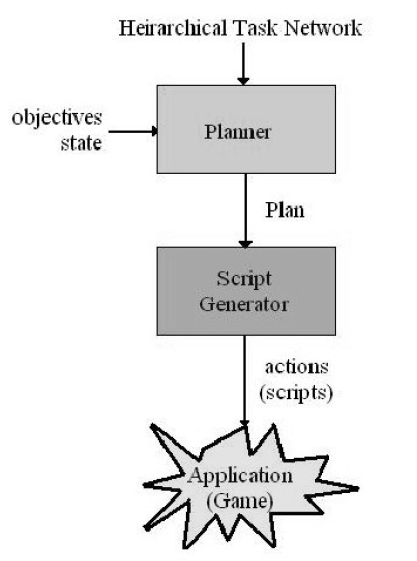 Heirarchical Task Network
objectives
state
Planner
Plan
Script
Generator
actions
(scripts)
Application
(Game)